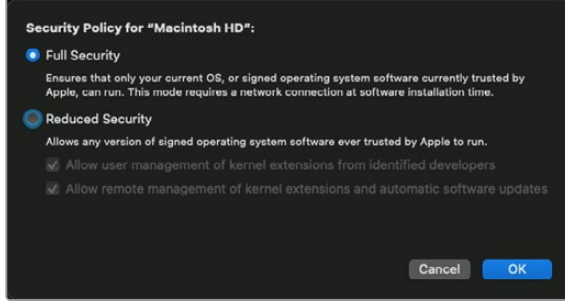 Security Policy for “Macintosh HD”:
Full Security
Ensures that only your current OS, or signed operating system software currently trusted by
Apple, can run. This mode requires a network connection at software installation time.
Reduced Security
Allows any version of signed operating system software ever trusted by Apple to run.
Allow user management of kernel extensions from identified developers
Allow remote management of kernel extensions and automatic software updates
Cancel OK